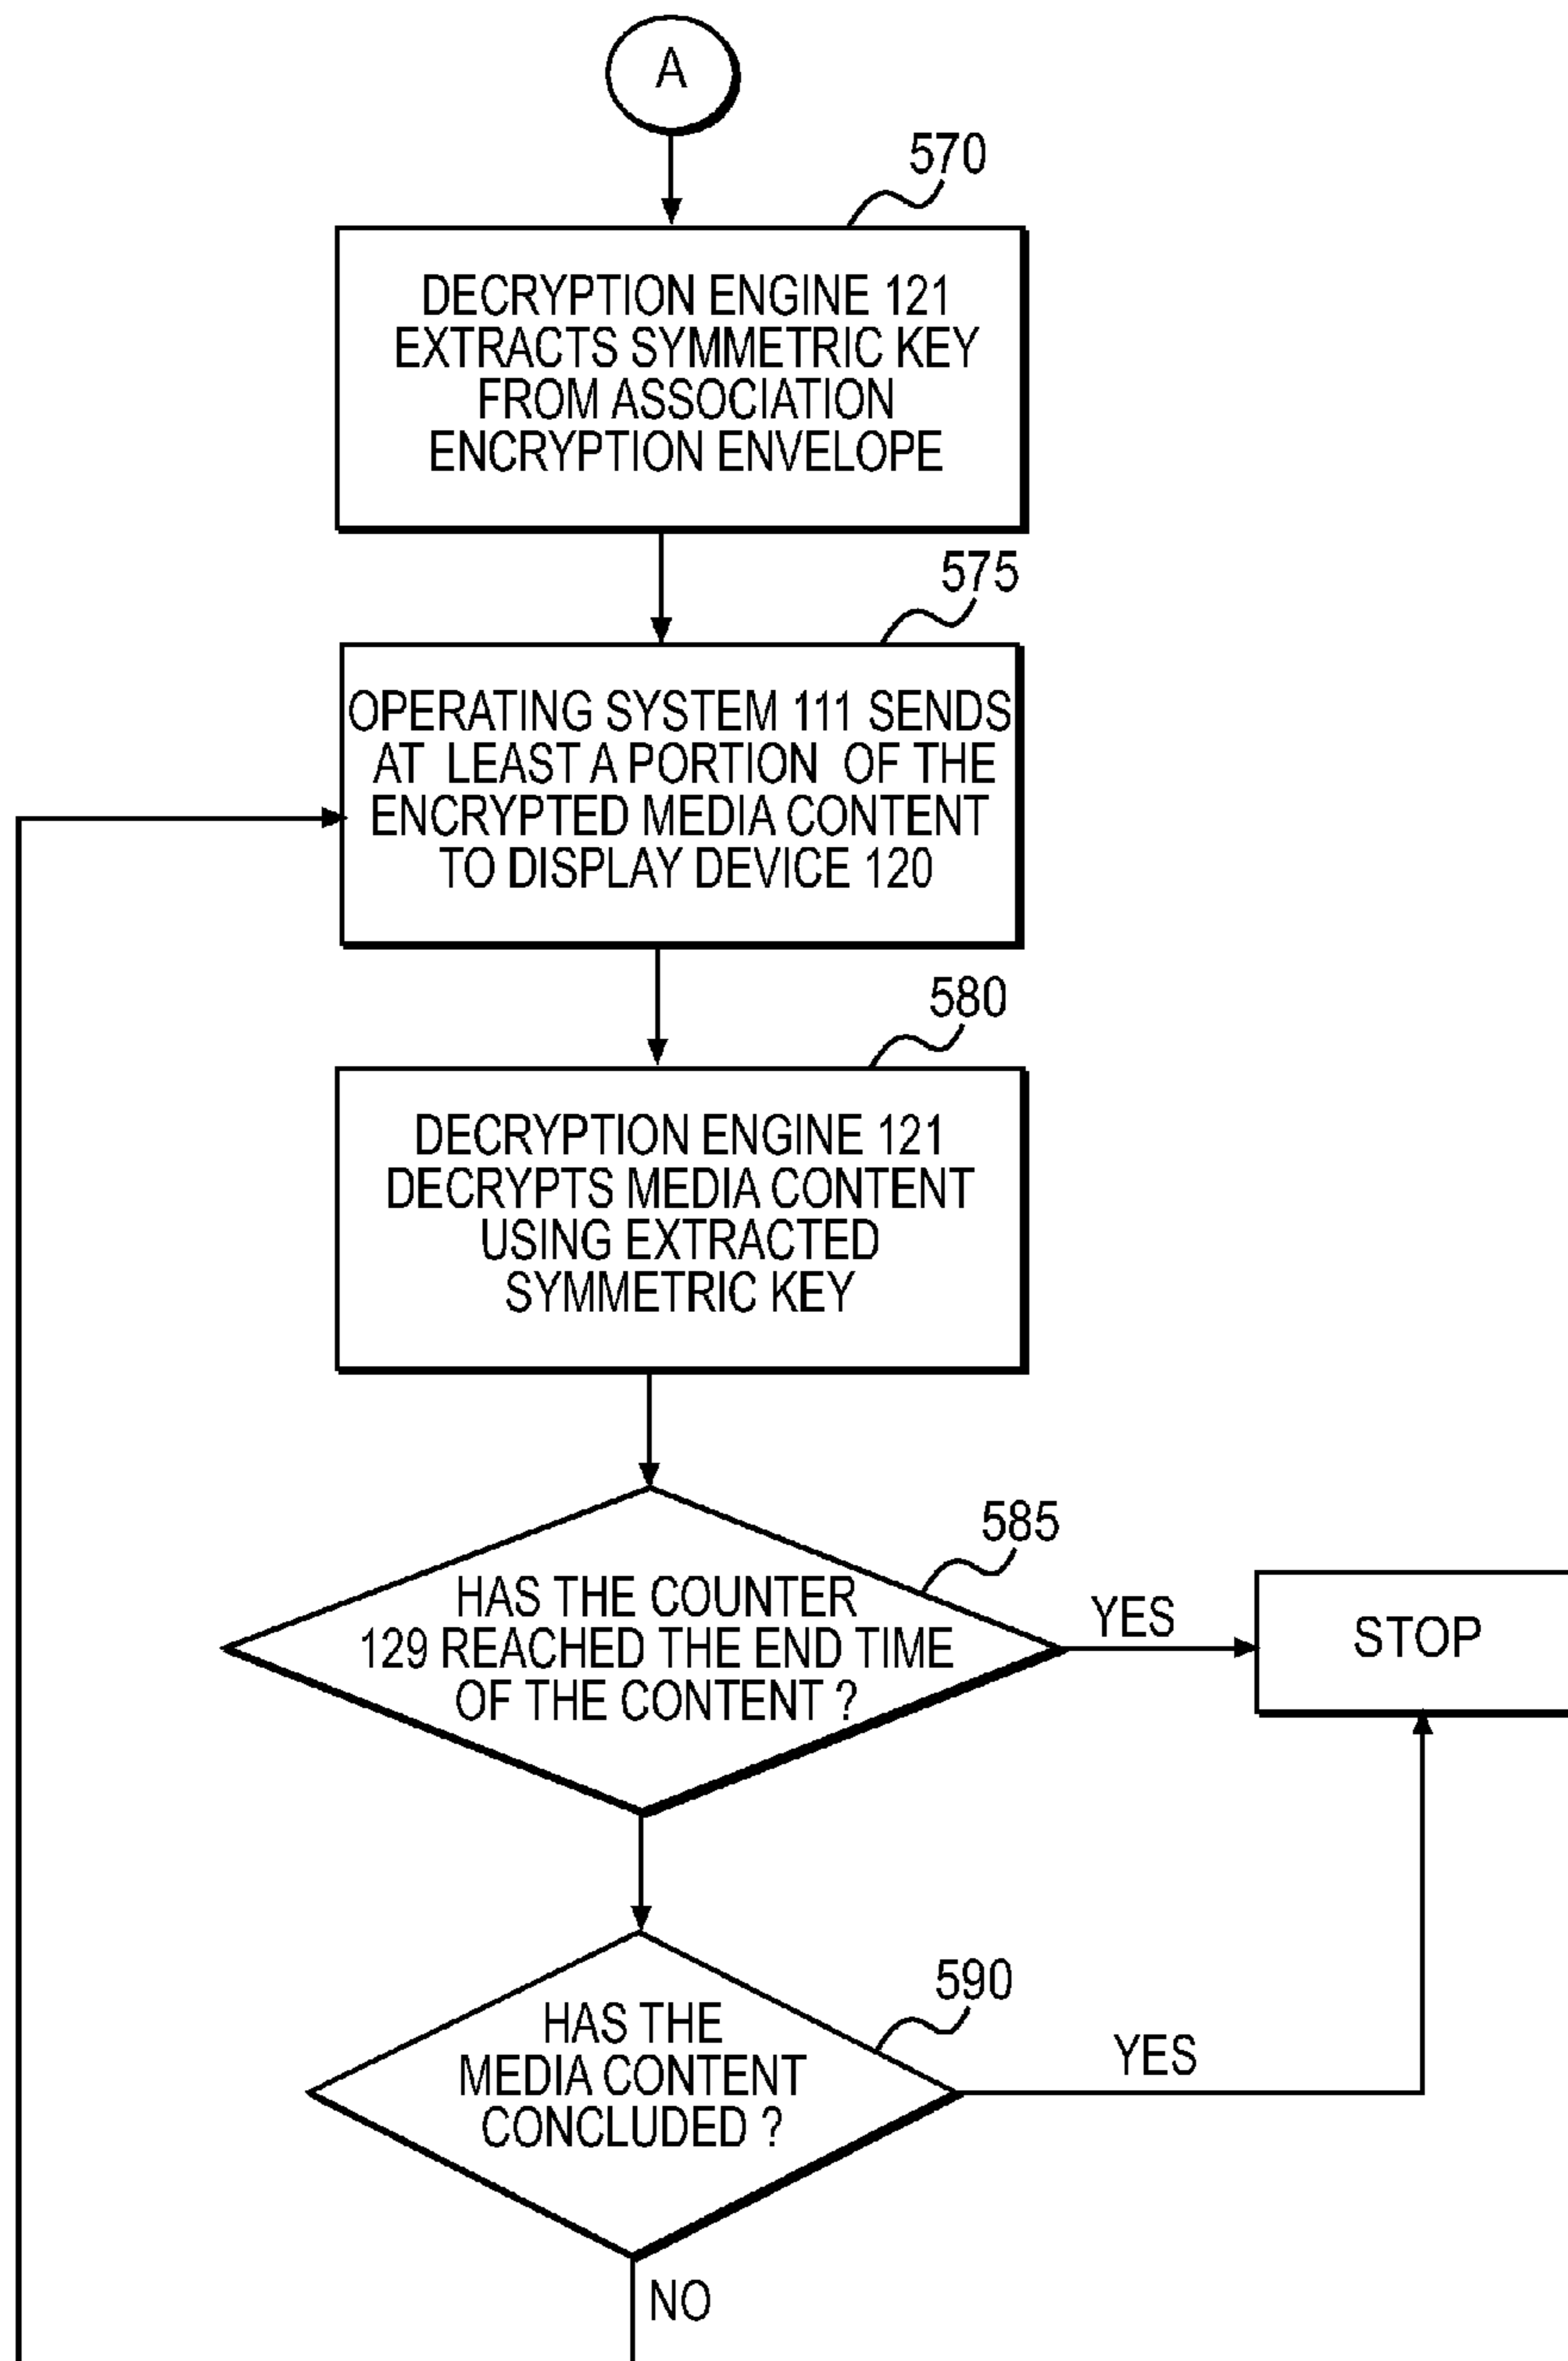 A
570
DECRYPTION ENGINE 121
EXTRACTS SYMMETRIC KEY
FROM ASSOCIATION
ENCRYPTION ENVELOPE
575
OPERATING SYSTEM 111 SENDS
AT LEAST A PORTION OF THE
ENCRYPTED MEDIA CONTENT
TO DISPLAY DEVICE 120
580
DECRYPTION ENGINE 121
DECRYPTS MEDIA CONTENT
USING EXTRACTED
SYMMETRIC KEY
585
HAS THE COUNTER
129 REACHED THE END TIME
OF THE CONTENT ?
YES
STOP
590
HAS THE
MEDIA CONTENT
CONCLUDED ?
YES
NO